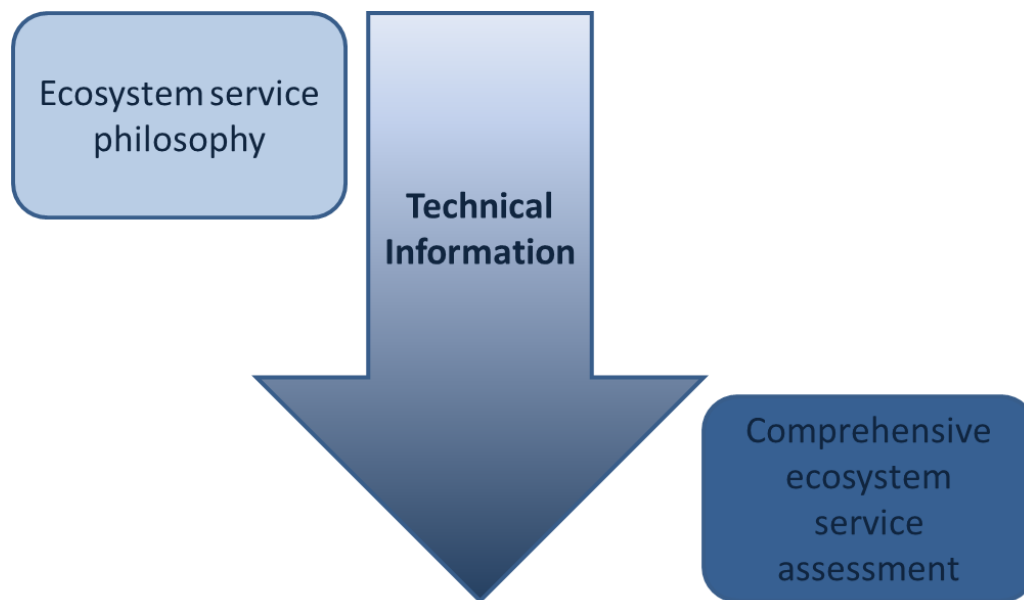 Ecosystem service
philosophy
Technical
Information
Comprehensive
ecosystem
service
assessment